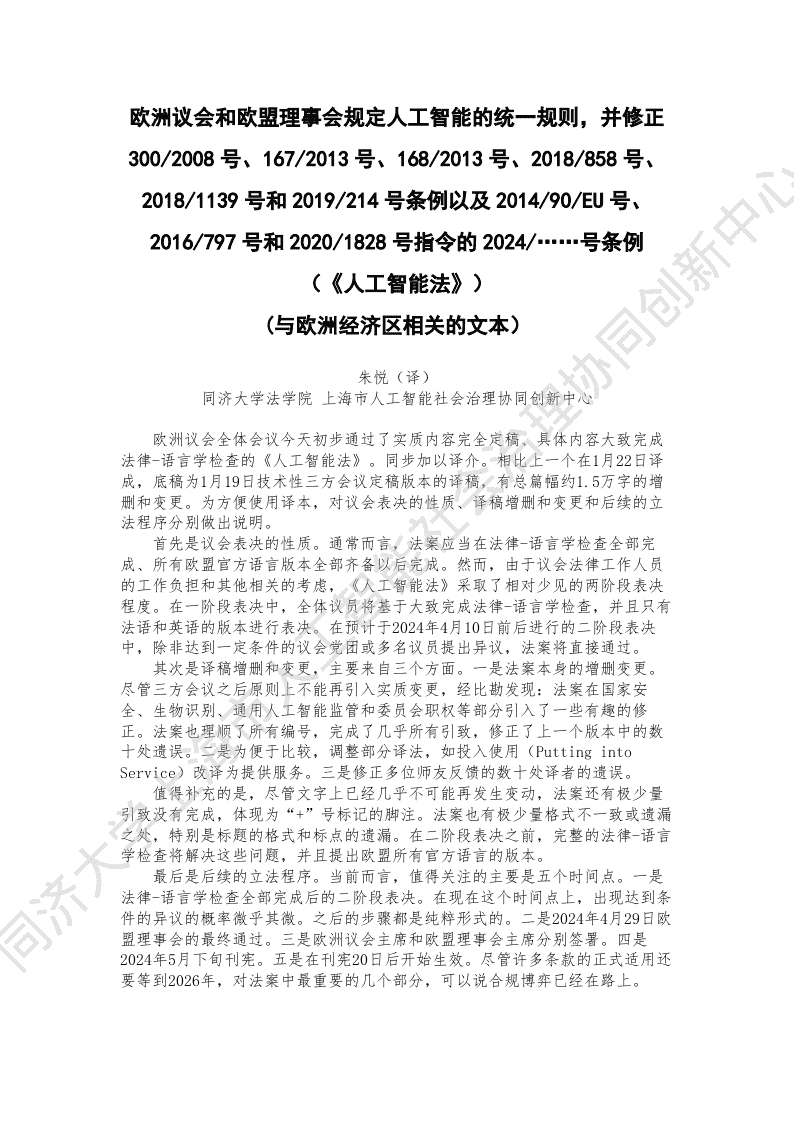 欧洲议会和欧盟理事会规定人工智能的统一规则，并修正
300/2008 号、167/2013 号、168/2013 号、2018/858 号、
2018/1139 号和 2019/214 号条例以及 2014/90/EU 号、
2016/797 号和 2020/1828 号指令的 2024/……号条例
（《人工智能法》）
(与欧洲经济区相关的文本）
朱悦（译）
同济大学法学院 上海市人工智能社会治理协同创新中心
欧洲议会全体会议今天初步通过了实质内容完全定稿、具体内容大致完成
法律-语言学检查的《人工智能法》。同步加以译介。相比上一个在1月22日译
成，底稿为1月19日技术性三方会议定稿版本的译稿，有总篇幅约1.5万字的增
删和变更。为方便使用译本，对议会表决的性质、译稿增删和变更和后续的立
法程序分别做出说明。
首先是议会表决的性质。通常而言，法案应当在法律-语言学检查全部完
成、所有欧盟官方语言版本全部齐备以后完成。然而，由于议会法律工作人员
的工作负担和其他相关的考虑，《人工智能法》采取了相对少见的两阶段表决
程度。在一阶段表决中，全体议员将基于大致完成法律-语言学检查，并且只有
法语和英语的版本进行表决。在预计于2024年4月10日前后进行的二阶段表决
中，除非达到一定条件的议会党团或多名议员提出异议，法案将直接通过。
其次是译稿增删和变更，主要来自三个方面。一是法案本身的增删变更。
尽管三方会议之后原则上不能再引入实质变更，经比勘发现：法案在国家安
全、生物识别、通用人工智能监管和委员会职权等部分引入了一些有趣的修
正。法案也理顺了所有编号，完成了几乎所有引致，修正了上一个版本中的数
十处遗误。二是为便于比较，调整部分译法，如投入使用（Putting into
Service）改译为提供服务。三是修正多位师友反馈的数十处译者的遗误。
值得补充的是，尽管文字上已经几乎不可能再发生变动，法案还有极少量
引致没有完成，体现为“+”号标记的脚注。法案也有极少量格式不一致或遗漏
之处，特别是标题的格式和标点的遗漏。在二阶段表决之前，完整的法律-语言
学检查将解决这些问题，并且提出欧盟所有官方语言的版本。
最后是后续的立法程序。当前而言，值得关注的主要是五个时间点。一是
法律-语言学检查全部完成后的二阶段表决。在现在这个时间点上，出现达到条
件的异议的概率微乎其微。之后的步骤都是纯粹形式的。二是2024年4月29日欧
盟理事会的最终通过。三是欧洲议会主席和欧盟理事会主席分别签署。四是
2024年5月下旬刊宪。五是在刊宪20日后开始生效。尽管许多条款的正式适用还
要等到2026年，对法案中最重要的几个部分，可以说合规博弈已经在路上。
同济大学上海市人工智能社会治理协同创新中心